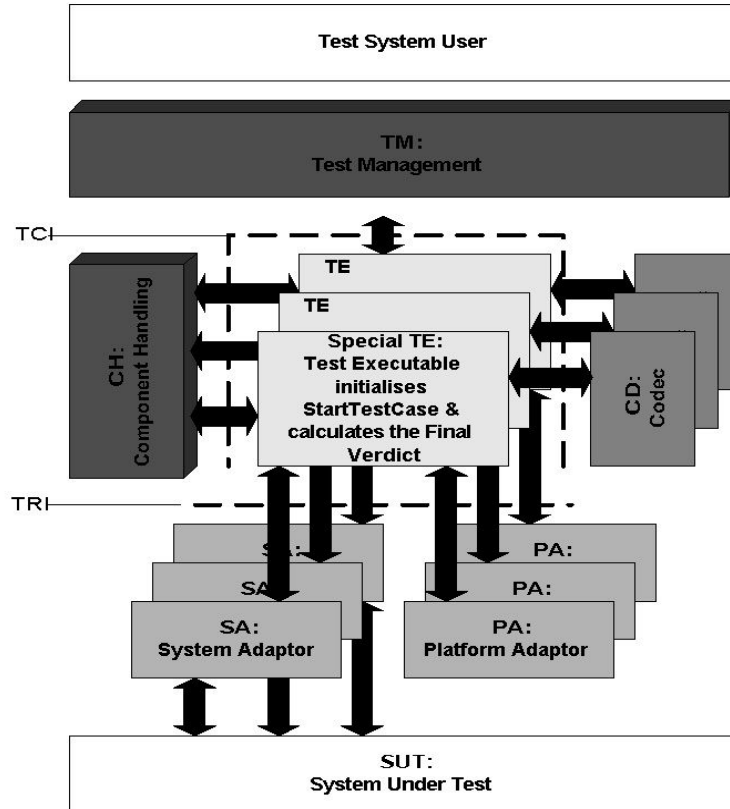 Test System User
TM:
Test Management
TCI
TE
TE
Special TE:
Test Executable
initialises
StartTestCase &
calculates the Final
Verdict
CH:
Component Handling
CD:
Codec
TRI
SA:
PA:
SA
PA:
SA:
System Adaptor
PA:
Platform Adaptor
SUT:
System Under Test